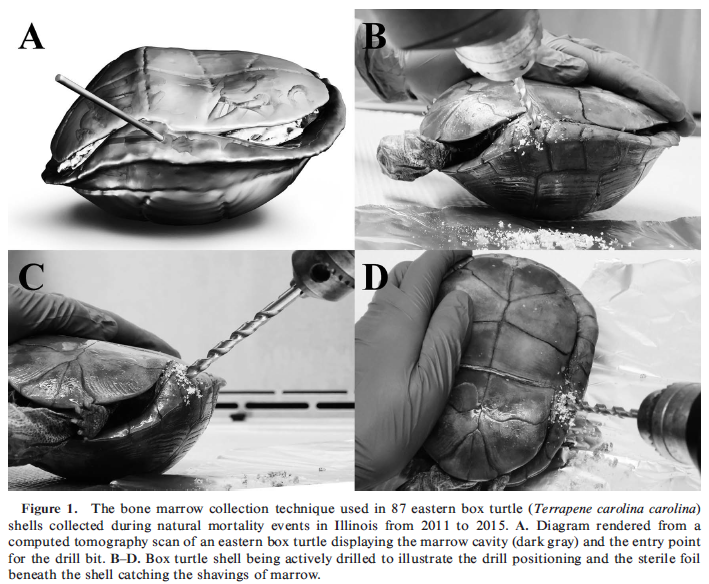 A
B
C
D
Figure 1. The bone marrow collection technique used in 87 eastern box turtle (Terrapene carolina carolina)
shells collected during natural mortality events in Illinois from 2011 to 2015. A. Diagram rendered from a
computed tomography scan of an eastern box turtle displaying the marrow cavity (dark gray) and the entry point
for the drill bit. B–D. Box turtle shell being actively drilled to illustrate the drill positioning and the sterile foil
beneath the shell catching the shavings of marrow.